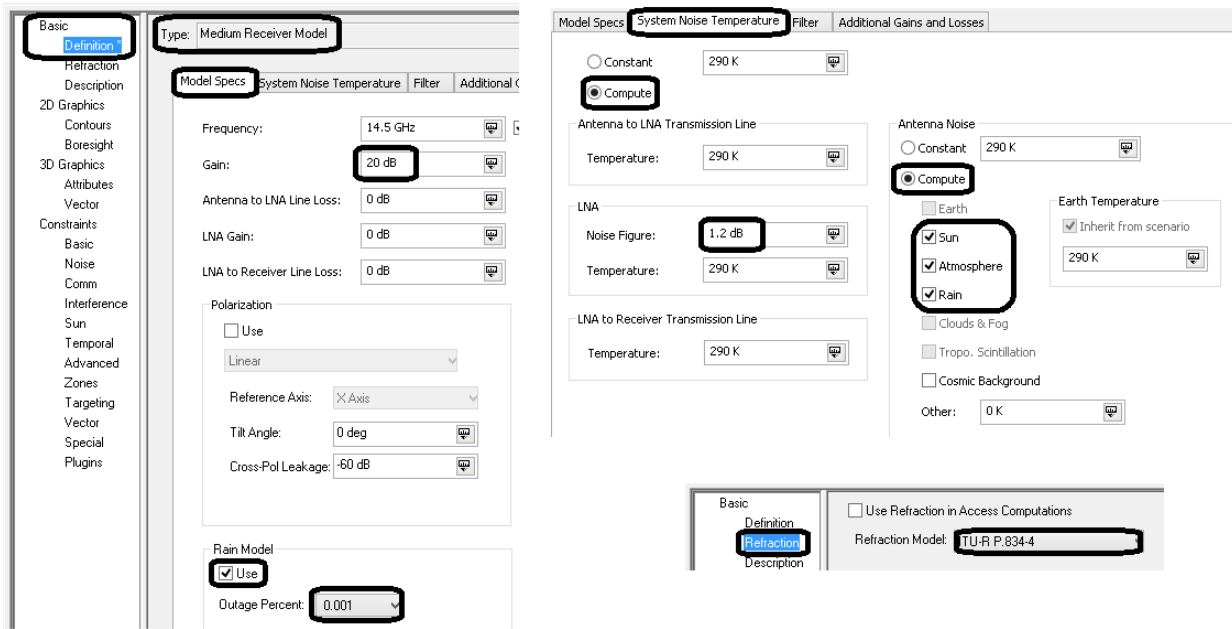 Basic
Definition *
Refraction
Description
2D Graphics
Contours
Boresight
3D Graphics
Attributes
Vector
Constraints
Basic
Noise
Comm
Interference
Sun
Temporal
Advanced
Zones
Targeting
Vector
Special
Plugins
Type: Medium Receiver Model
Model Specs System Noise Temperature Filter Additional G
Frequency: 14.5 GHz
Gain: 20 dB
Antenna to LNA Line Loss: 0 dB
LNA Gain: 0 dB
LNA to Receiver Line Loss: 0 dB
Polarization
Use
Linear
Reference Axis: X Axis
Tilt Angle: 0 deg
Cross-Pol Leakage: -60 dB
Rain Model
Use
Outage Percent: 0.001
Model Specs System Noise Temperature Filter Additional Gains and Losses
Constant 290 K
Compute
Antenna to LNA Transmission Line
Temperature: 290 K
LNA
Noise Figure: 1.2 dB
Temperature: 290 K
LNA to Receiver Transmission Line
Temperature: 290 K
Antenna Noise
Constant 290 K
Compute
Earth
Sun
Atmosphere
Rain
Clouds & Fog
Tropo. Scintillation
Cosmic Background
Other: 0 K
Earth Temperature
Inherit from scenario
290 K
Basic
Definition
Refraction
Description
Use Refraction in Access Computations
Refraction Model: ITU-R P.834-4